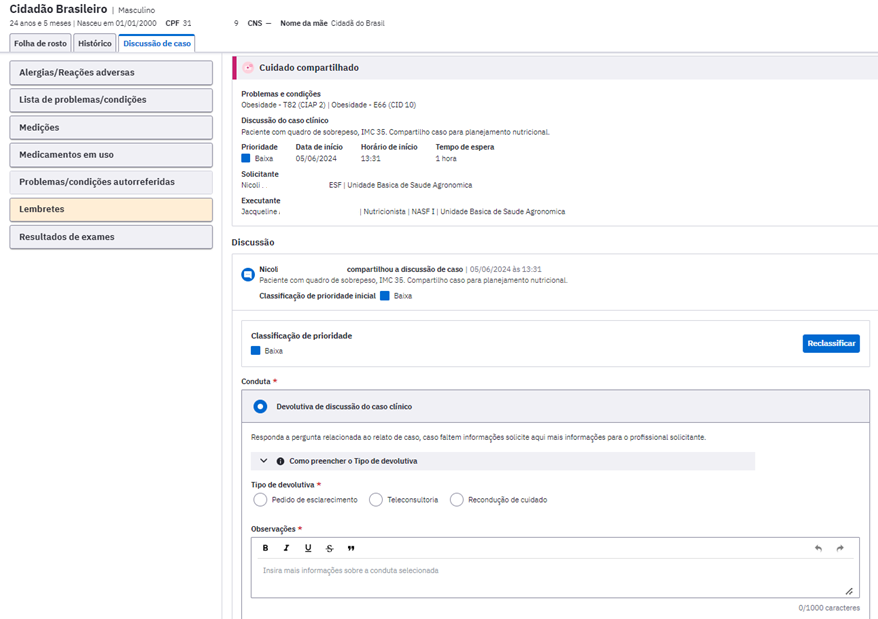 Cidadão Brasileiro | Masculino
24 anos e 5 meses | Nasceu em 01/01/2000 CPF 31 9 CNS — Nome da mãe Cidadã do Brasil
Folha de rosto Histórico Discussão de caso
Alergias/Reações adversas
Lista de problemas/condições
Medições
Medicamentos em uso
Problemas/condições autorreferidas
Lembretes
Resultados de exames
Cuidado compartilhado
Problemas e condições
Obesidade - T82 (CIAP 2) | Obesidade - E66 (CID 10)
Discussão do caso clínico
Paciente com quadro de sobrepeso, IMC 35. Compartilho caso para planejamento nutricional.
Prioridade Data de início Horário de início Tempo de espera
Baixa 05/06/2024 13:31 1 hora
Solicitante
Nicoli . . ESF | Unidade Basica de Saude Agronomica
Executante
Jacqueline . | Nutricionista | NASF I | Unidade Basica de Saude Agronomica
Discussão
Nicoli compartilhou a discussão de caso | 05/06/2024 às 13:31
Paciente com quadro de sobrepeso, IMC 35. Compartilho caso para planejamento nutricional.
Classificação de prioridade inicial Baixa
Classificação de prioridade
Baixa
Reclassificar
Conduta *
Devolutiva de discussão do caso clínico
Responda a pergunta relacionada ao relato de caso, caso faltem informações solicite aqui mais informações para o profissional solicitante.
Como preencher o Tipo de devolutiva
Tipo de devolutiva *
Pedido de esclarecimento Teleconsultoria Recondução de cuidado
Observações *
B I U S ”
Insira mais informações sobre a conduta selecionada
0/1000 caracteres